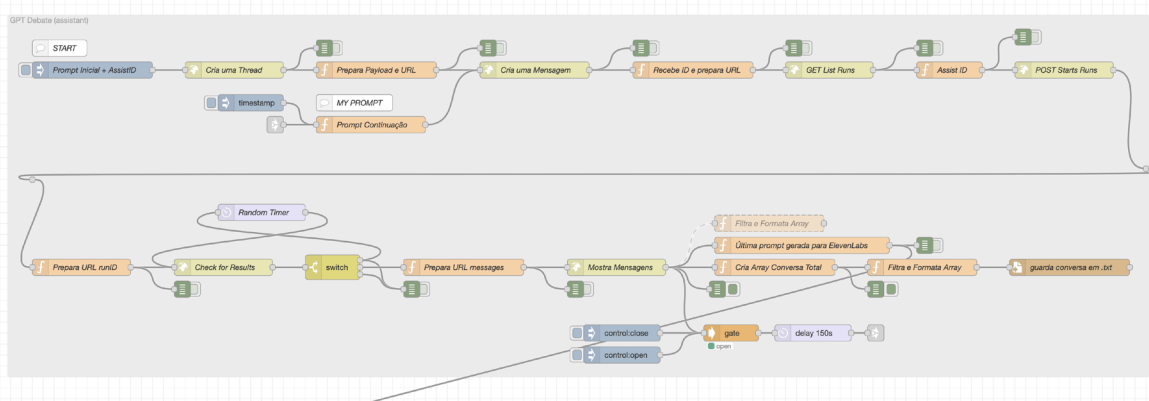 GPT Debate (assistant)
START
Prompt Inicial + AssistID
Cria uma Thread
Prepara Payload e URL
Cria uma Mensagem
Recebe ID e prepara URL
GET List Runs
Assist ID
POST Starts Runs
timestamp
MY PROMPT
Prompt Continuação
Random Timer
Filtra e Formata Array
Última prompt gerada para ElevenLabs
Prepara URL runID
Check for Results
switch
Prepara URL messages
Mostra Mensagens
Cria Array Conversa Total
Filtra e Formata Array
guarda conversa em .txt
control:close
gate
delay 150s
open
control:open